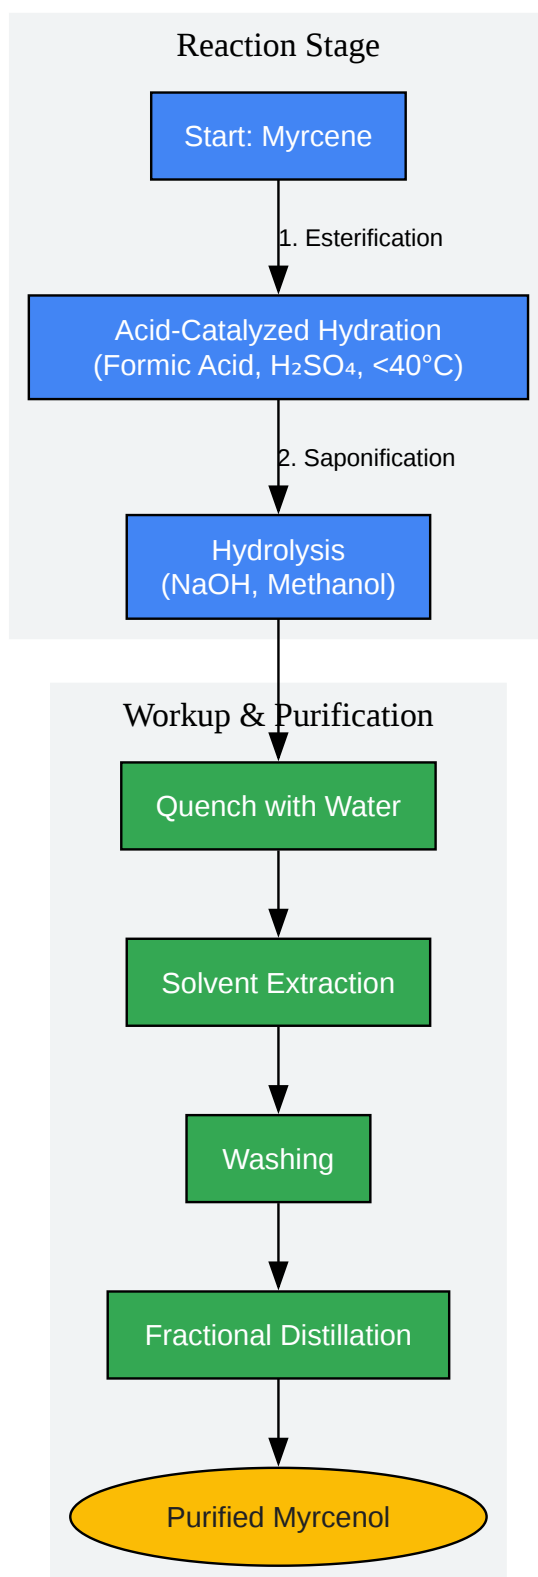 Reaction Stage
Start: Myrcene
1. Esterification
Acid-Catalyzed Hydration
(Formic Acid, H₂SO₄, <40°C)
2. Saponification
Hydrolysis
(NaOH, Methanol)
Workup & Purification
Quench with Water
Solvent Extraction
Washing
Fractional Distillation
Purified Myrcenol